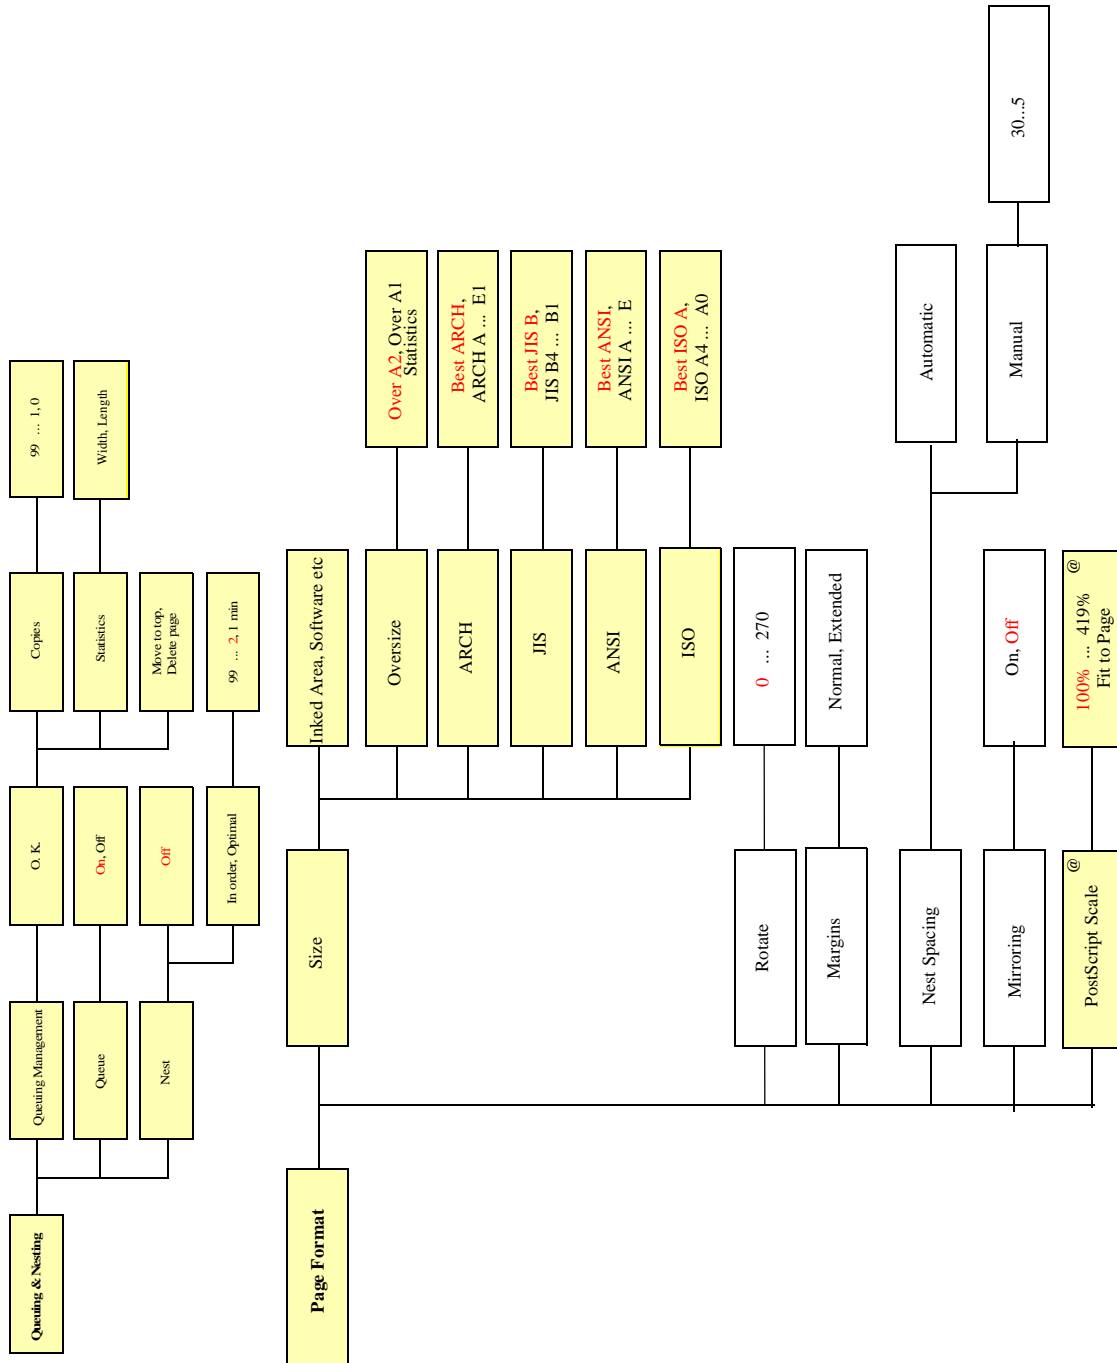 Queuing & Nesting
Queuing Management
O. K.
Copies
99 ... 1, 0
Statistics
Width, Length
Move to top,
Delete page
Queue
On, Off
Nest
Off
In order, Optimal
99 ... 2, 1 min
Page Format
Size
Inked Area, Software etc
Oversize
Over A2, Over A1
Statistics
ARCH
Best ARCH,
ARCH A ... E1
JIS
Best JIS B,
JIS B4 ... B1
ANSI
Best ANSI,
ANSI A ... E
ISO
Best ISO A,
ISO A4 ... A0
Rotate
0 ... 270
Margins
Normal, Extended
Nest Spacing
Automatic
Manual
30...5
Mirroring
On, Off
PostScript Scale @
100% ... 419% @
Fit to Page